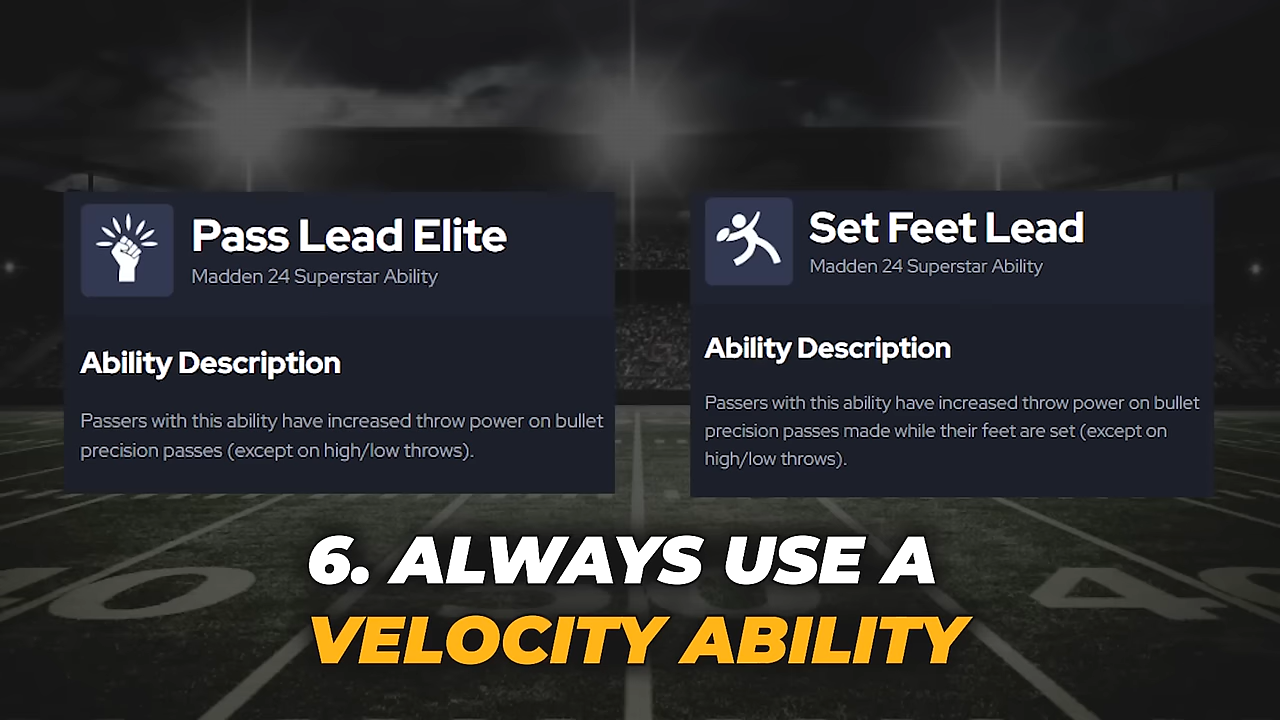 Pass Lead Elite
Madden 24 Superstar Ability
Ability Description
Passers with this ability have increased throw power on bullet
precision passes (except on high/low throws).
Set Feet Lead
Madden 24 Superstar Ability
Ability Description
Passers with this ability have increased throw power on bullet
precision passes made while their feet are set (except on
high/low throws).
6. ALWAYS USE A
VELOCITY ABILITY